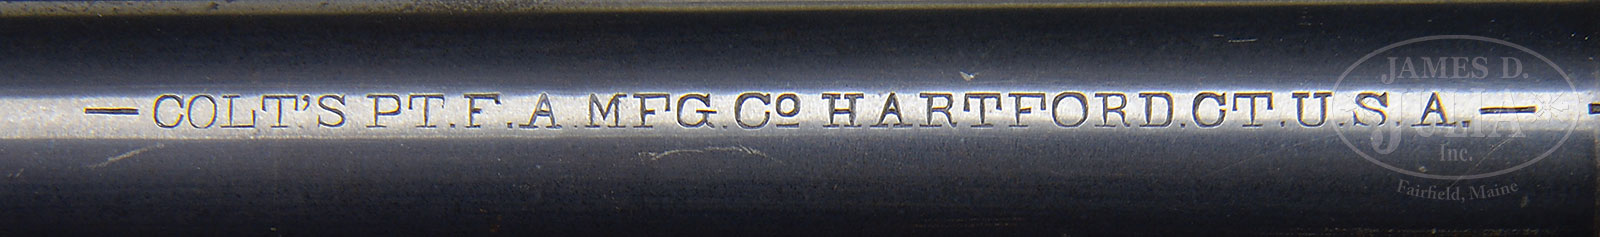 — COLT'S PT. F. A. MFG. Cº HARTFORD. CT. U.S.A. —
JAMES D.
JULIA
Inc.
Fairfield, Maine